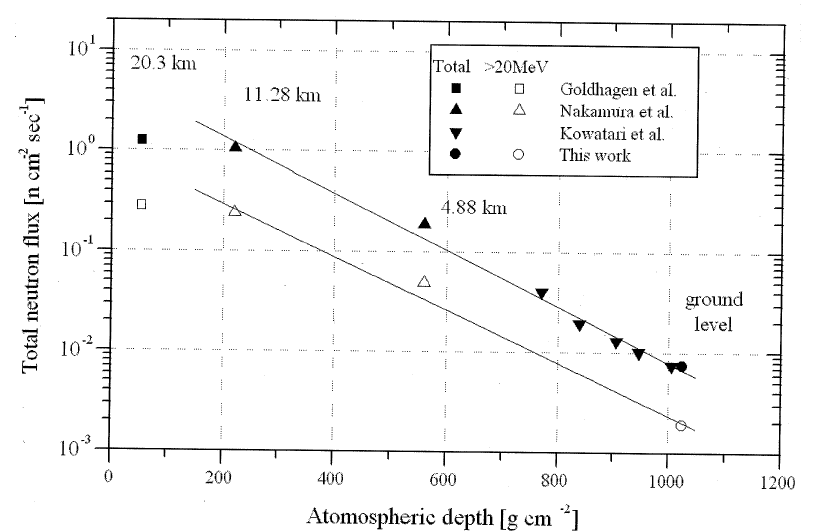 10^1
10^0
10^-1
10^-2
10^-3
Total neutron flux [n cm^-2 sec^-1]
20.3 km
11.28 km
4.88 km
ground
level
Total >20MeV
Goldhagen et al.
Nakamura et al.
Kowatari et al.
This work
0 200 400 600 800 1000 1200
Atomospheric depth [g cm^-2]